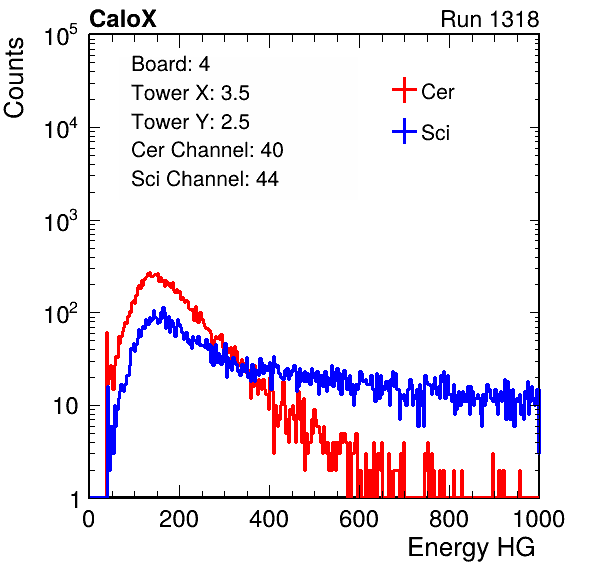 CaloX Run 1318
Counts
Board: 4
Tower X: 3.5
Tower Y: 2.5
Cer Channel: 40
Sci Channel: 44
Cer
Sci
10^5
10^4
10^3
10^2
10
1
0 200 400 600 800 1000
Energy HG